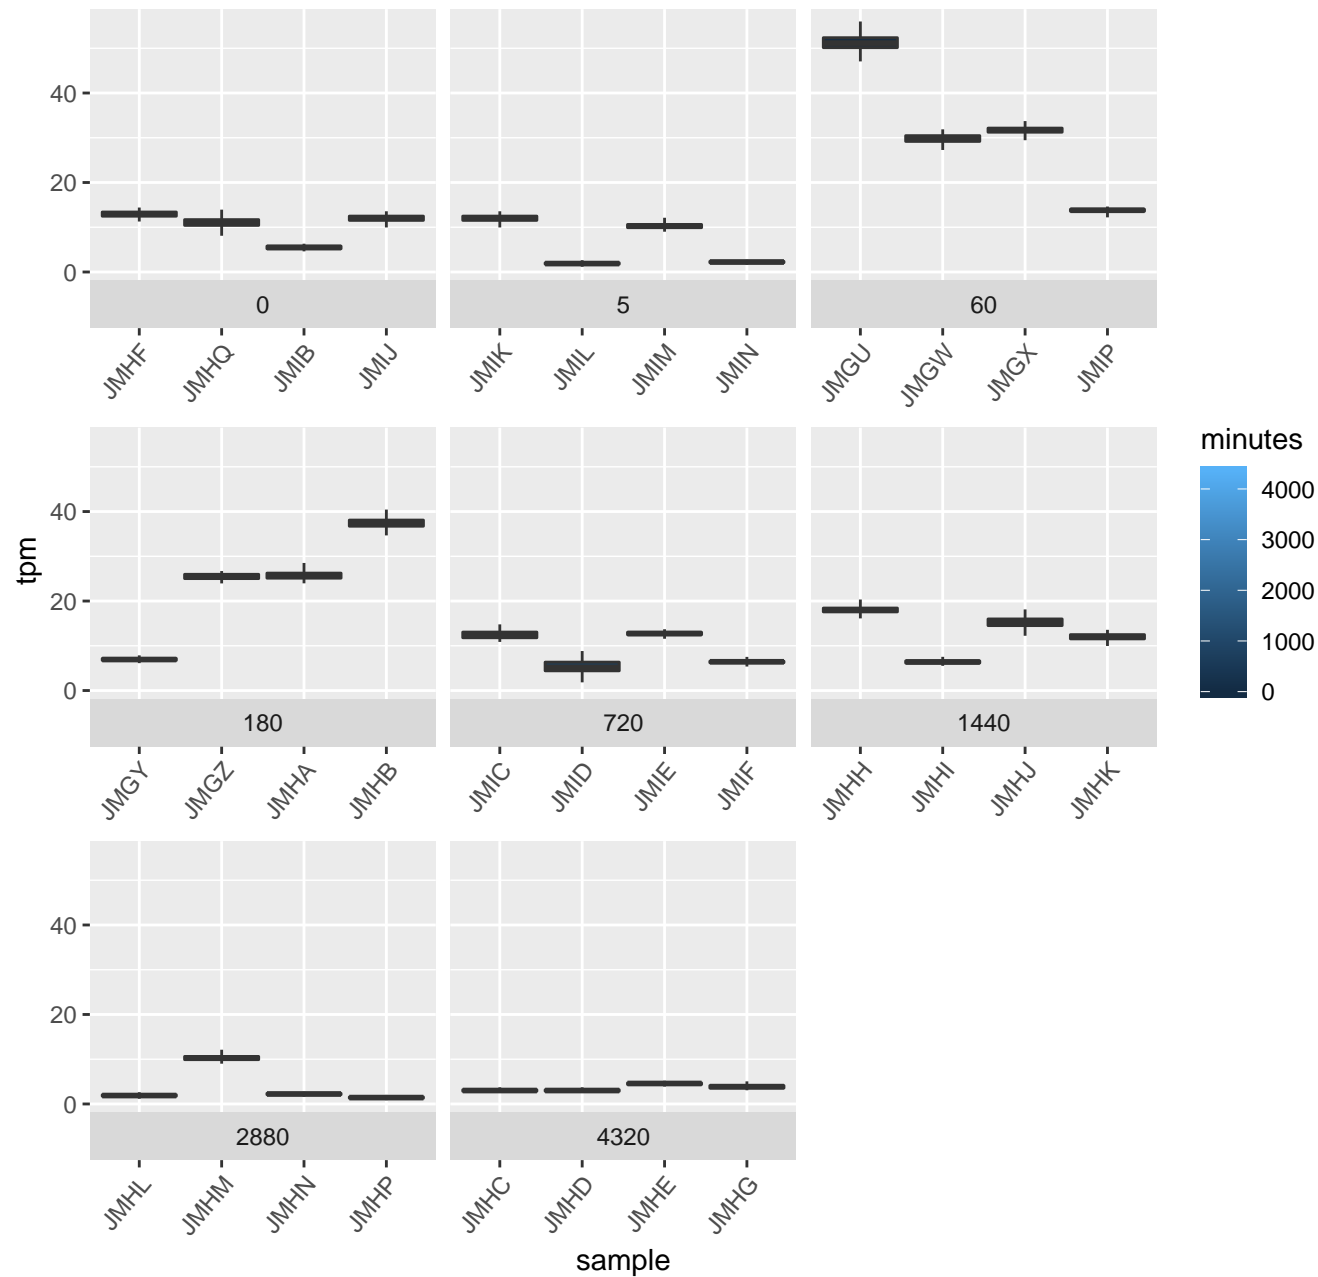 40
20
0
0
5
60
JMHF
JMHQ
JMIB
JMIJ
JMIK
JMIL
JMIM
JMIN
JMGU
JMGW
JMGX
JMIP
tpm
40
20
0
180
720
1440
JMGY
JMGZ
JMHA
JMHB
JMIC
JMID
JMIE
JMIF
JMHH
JMHI
JMHJ
JMHK
40
20
0
2880
4320
JMHL
JMHM
JMHN
JMHP
JMHC
JMHD
JMHE
JMHG
sample
minutes
4000
3000
2000
1000
0